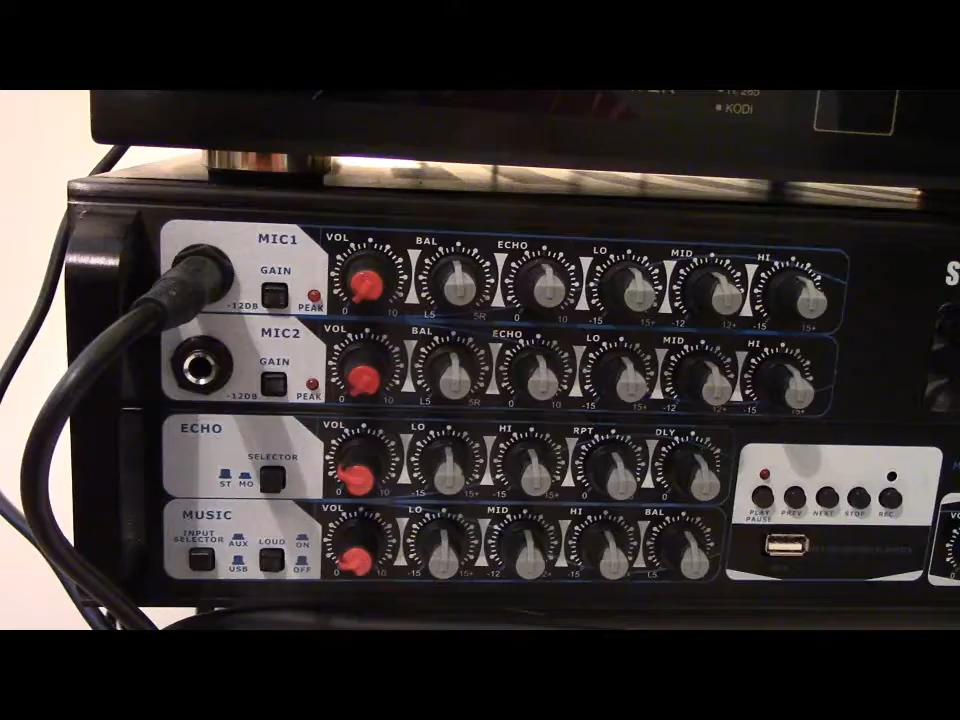 KODI
MIC1 VOL BAL ECHO LO MID HI
GAIN
-12DB PEAK 0 10 L5 5R 0 10 -15 15+ -12 12+ -15 15+
MIC2 VOL BAL ECHO LO MID HI
GAIN
-12DB PEAK 0 10 L5 5R 0 10 -15 15+ -12 12+ -15 15+
ECHO VOL LO HI RPT DLY
SELECTOR
ST MO 0 10 -15 15+ -15 15+ 0 10 0 10
MUSIC VOL LO MID HI BAL
INPUT SELECTOR AUX LOUD ON
USB OFF 0 10 -15 15+ -12 12+ -15 15+ L5
PLAY PREV NEXT STOP REC
PAUSE